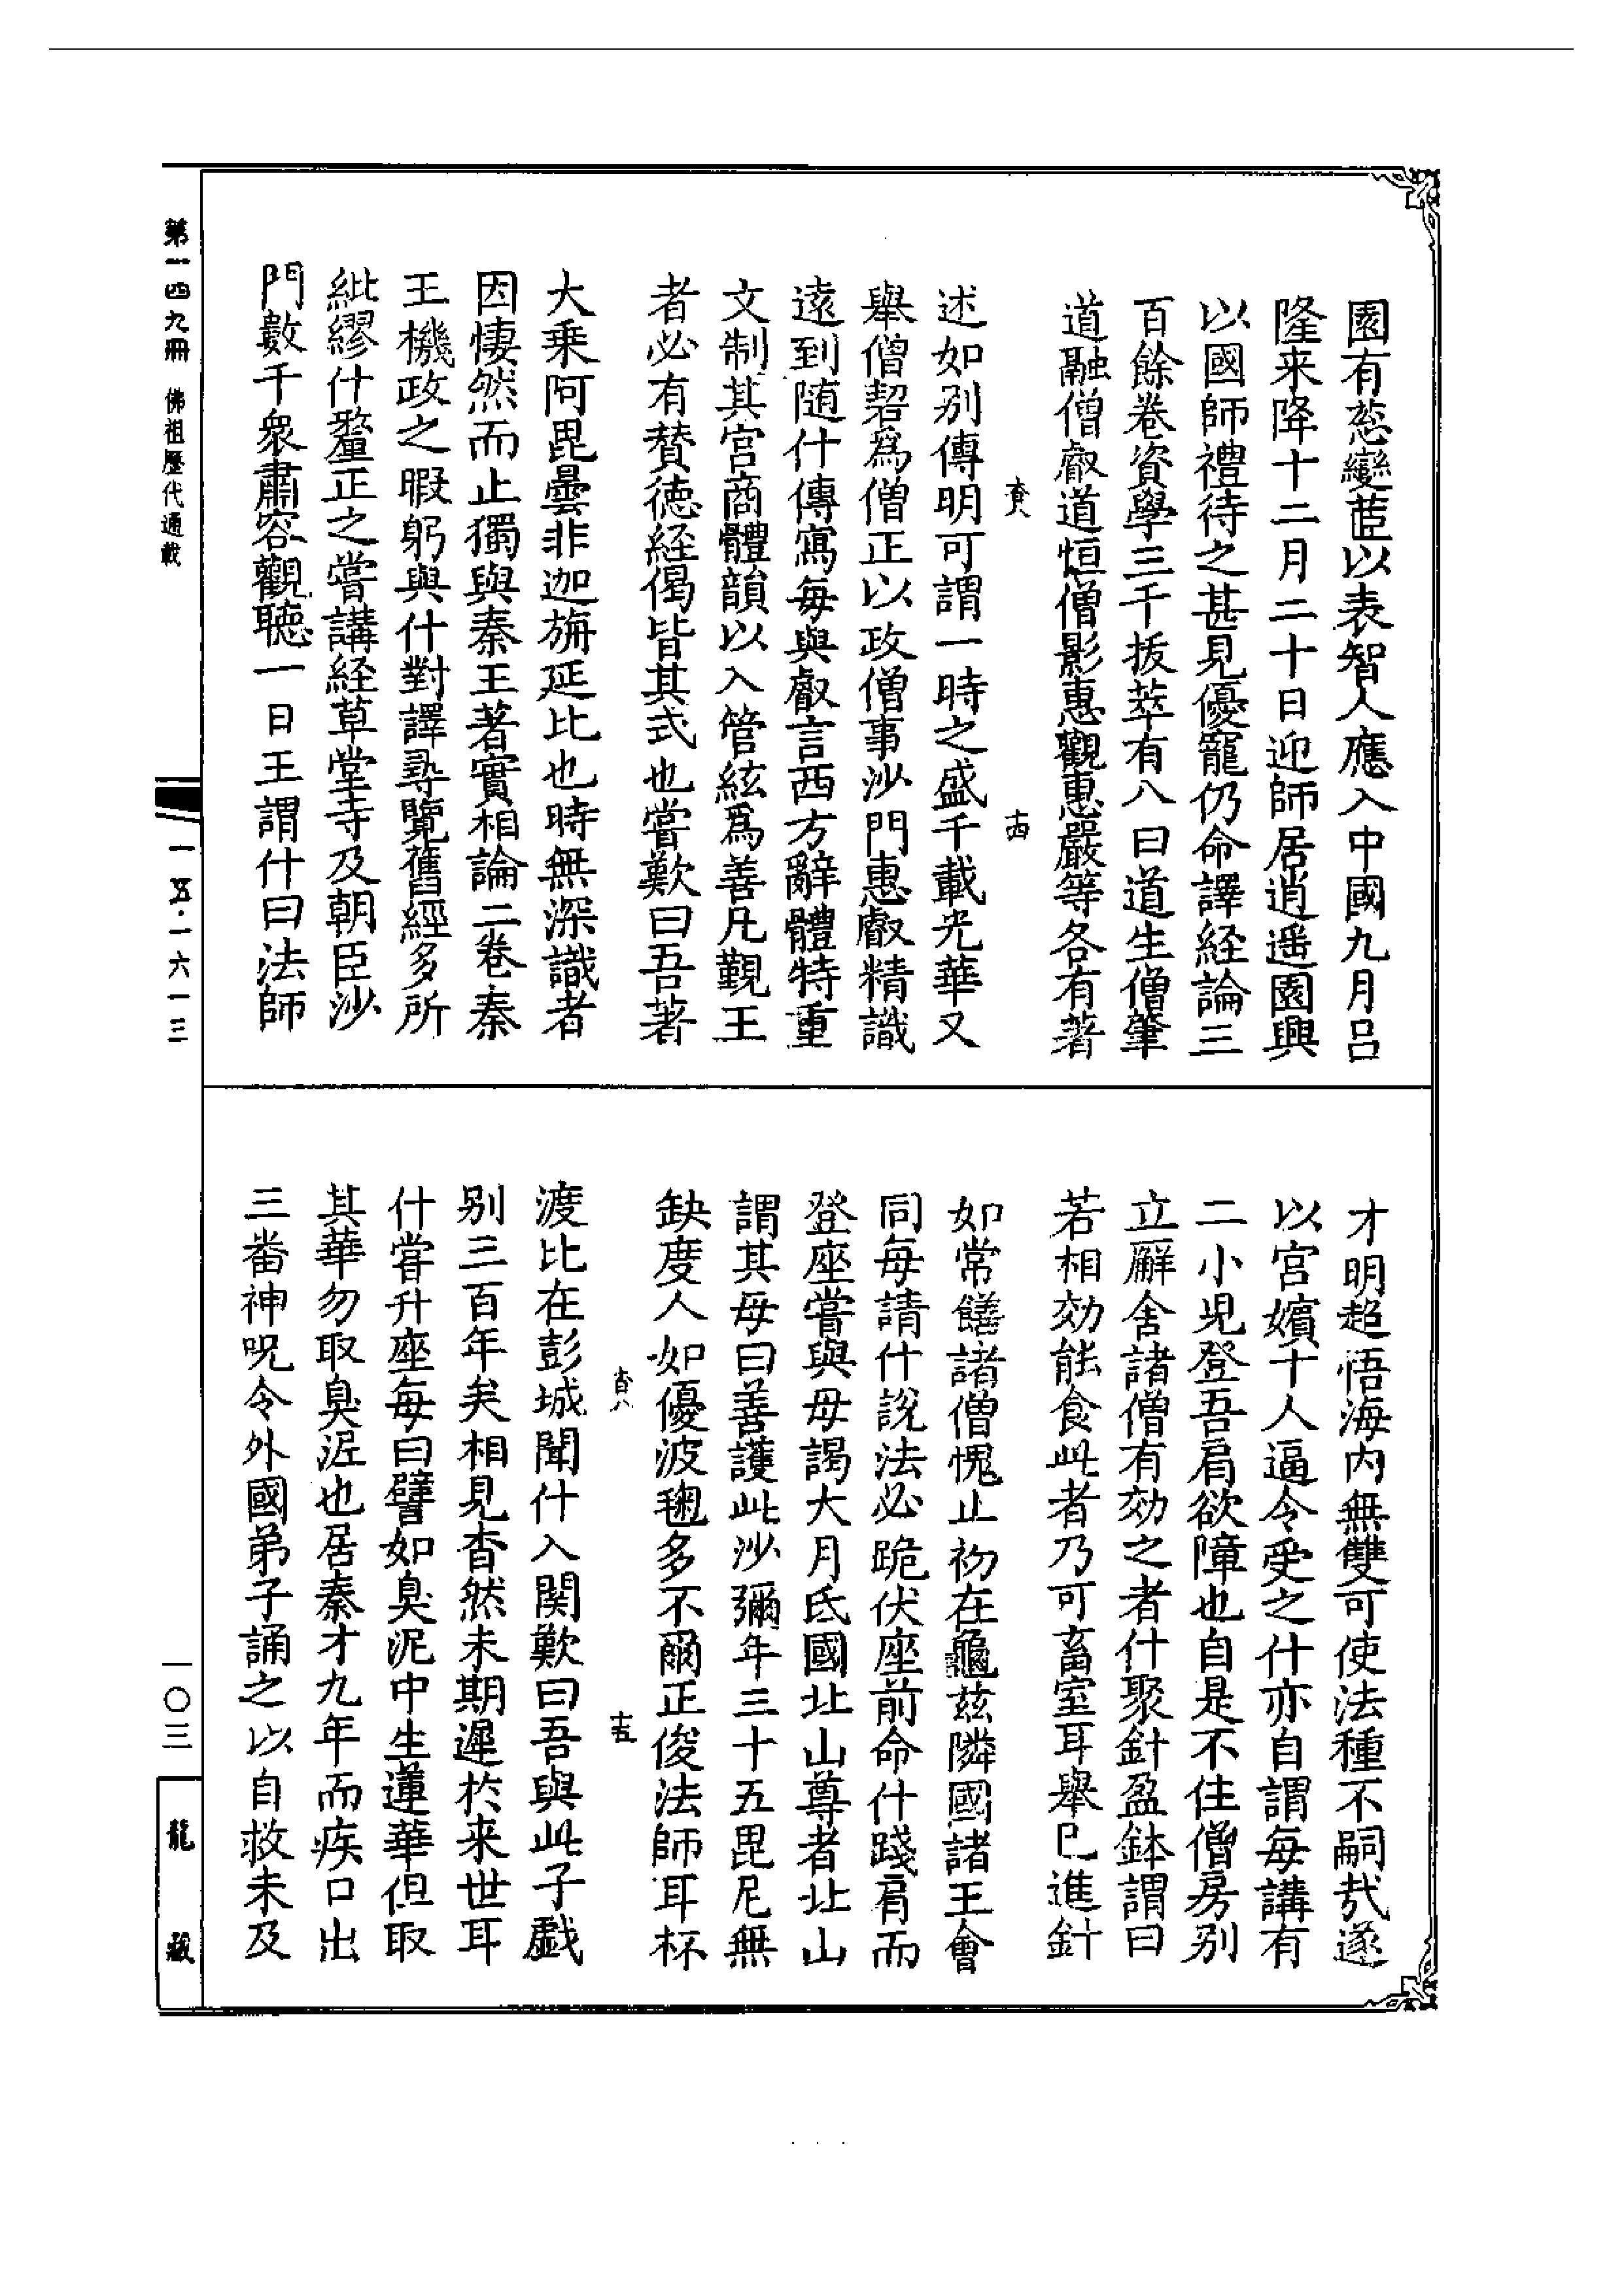 園有葱變茝以表智人應入中國九月吕
隆来降十二月二十日迎師居逍遥園興
以國師禮待之甚見優寵仍命譯経論三
百餘卷資學三千拔萃有八曰道生僧肇
道融僧叡道恒僧影惠觀惠嚴等各有著
述如别傳明可謂一時之盛千載光華又
舉僧䂮爲僧正以政僧事沙門惠叡精識
遠到随什傳寫每與叡言西方辭體特重
文制其宫商體韻以入管絃爲善凡覲王
者必有賛徳経偈皆其式也嘗歎曰吾著
大乗阿毘曇非迦旃延比也時無深識者
因悽然而止獨與秦王著實相論二卷秦
王機政之暇躬與什對譯尋覽舊經多所
紕繆什釐正之嘗講経草堂寺及朝臣沙
門數千衆肅容觀聴一日王謂什曰法師
才明超悟海内無雙可使法種不嗣㢤遂
以宫嬪十人逼令受之什亦自謂每講有
二小児登吾肩欲障也自是不住僧房别
立廨舍諸僧有効之者什聚針盈鉢謂曰
若相効能食此者乃可畜室耳舉已進針
如常饍諸僧愧止初在龜兹隣國諸王會
同每請什說法必跪伏座前命什踐肩而
登座嘗與母謁大月氏國北山尊者北山
謂其母曰善護此沙彌年三十五毘尼無
缺度人如優波毱多不爾正俊法師耳杯
渡比在彭城聞什入関歎曰吾與此子戯
别三百年矣相見杳然未期遲於来世耳
什嘗升座每曰譬如臭泥中生蓮華但取
其華勿取臭泥也居秦才九年而疾口出
三番神呪令外國弟子誦之以自救未及
第一四九冊 佛祖歷代通載
一五·一六一三
一〇三
龍藏